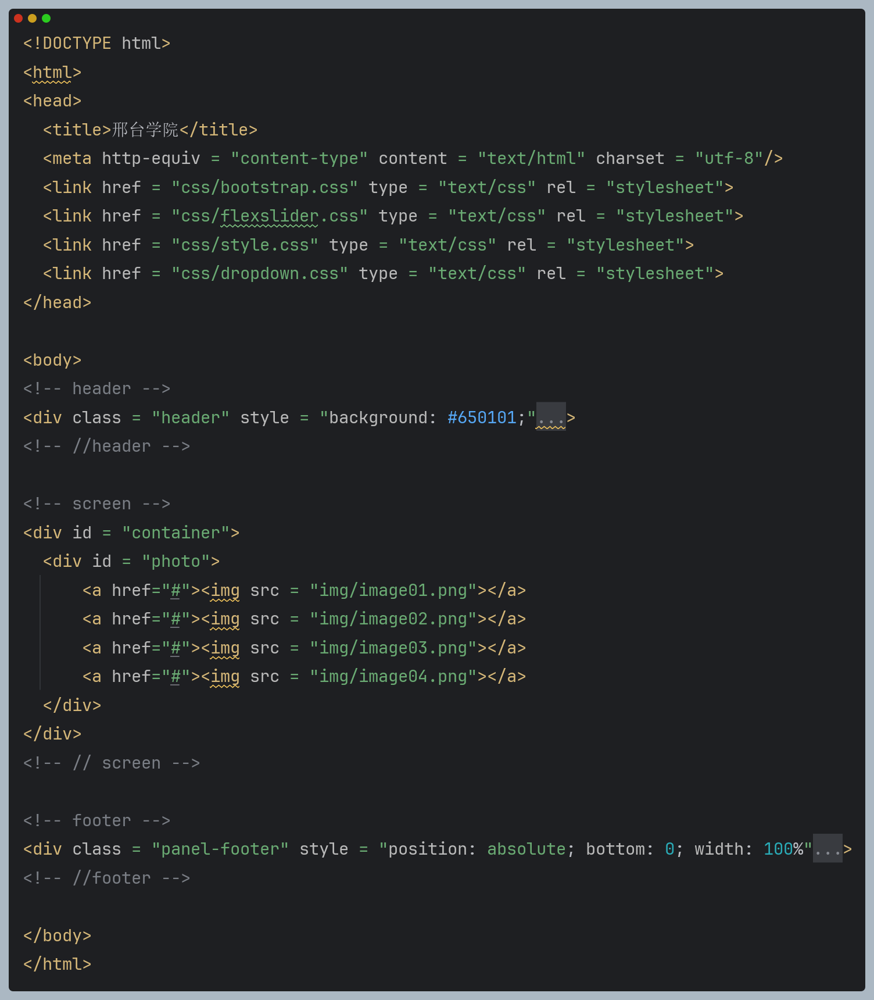 <!DOCTYPE html>
<html>
<head>
<title>邢台学院</title>
<meta http-equiv = "content-type" content = "text/html" charset = "utf-8"/>
<link href = "css/bootstrap.css" type = "text/css" rel = "stylesheet">
<link href = "css/flexslider.css" type = "text/css" rel = "stylesheet">
<link href = "css/style.css" type = "text/css" rel = "stylesheet">
<link href = "css/dropdown.css" type = "text/css" rel = "stylesheet">
</head>
<body>
<!-- header -->
<div class = "header" style = "background: #650101;"...>
<!-- //header -->
<!-- screen -->
<div id = "container">
<div id = "photo">
<a href="#"><img src = "img/image01.png"></a>
<a href="#"><img src = "img/image02.png"></a>
<a href="#"><img src = "img/image03.png"></a>
<a href="#"><img src = "img/image04.png"></a>
</div>
</div>
<!-- // screen -->
<!-- footer -->
<div class = "panel-footer" style = "position: absolute; bottom: 0; width: 100%"...>
<!-- //footer -->
</body>
</html>